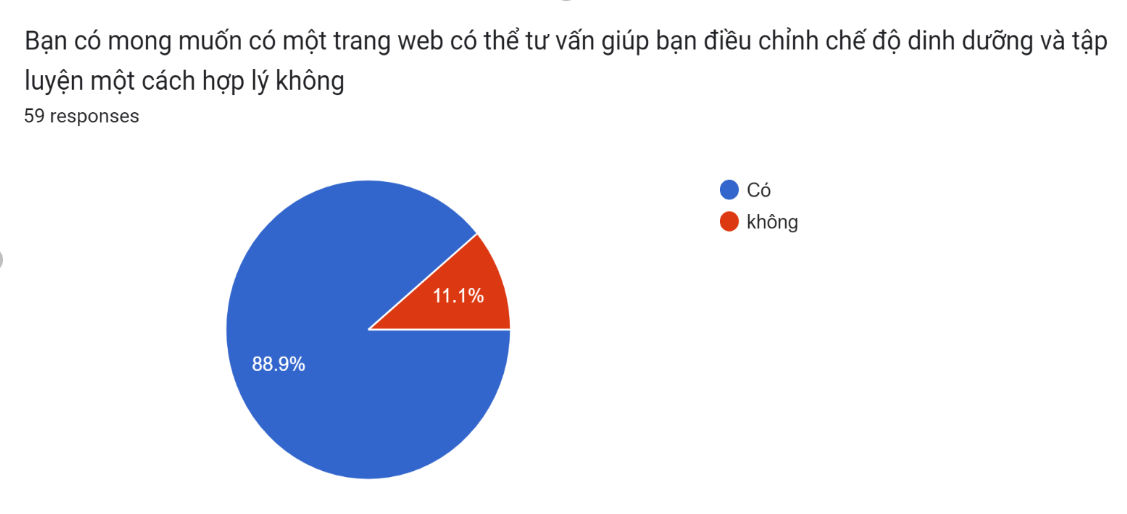 Bạn có mong muốn có một trang web có thể tư vấn giúp bạn điều chỉnh chế độ dinh dưỡng và tập
luyện một cách hợp lý không
59 responses
Có
không
11.1%
88.9%